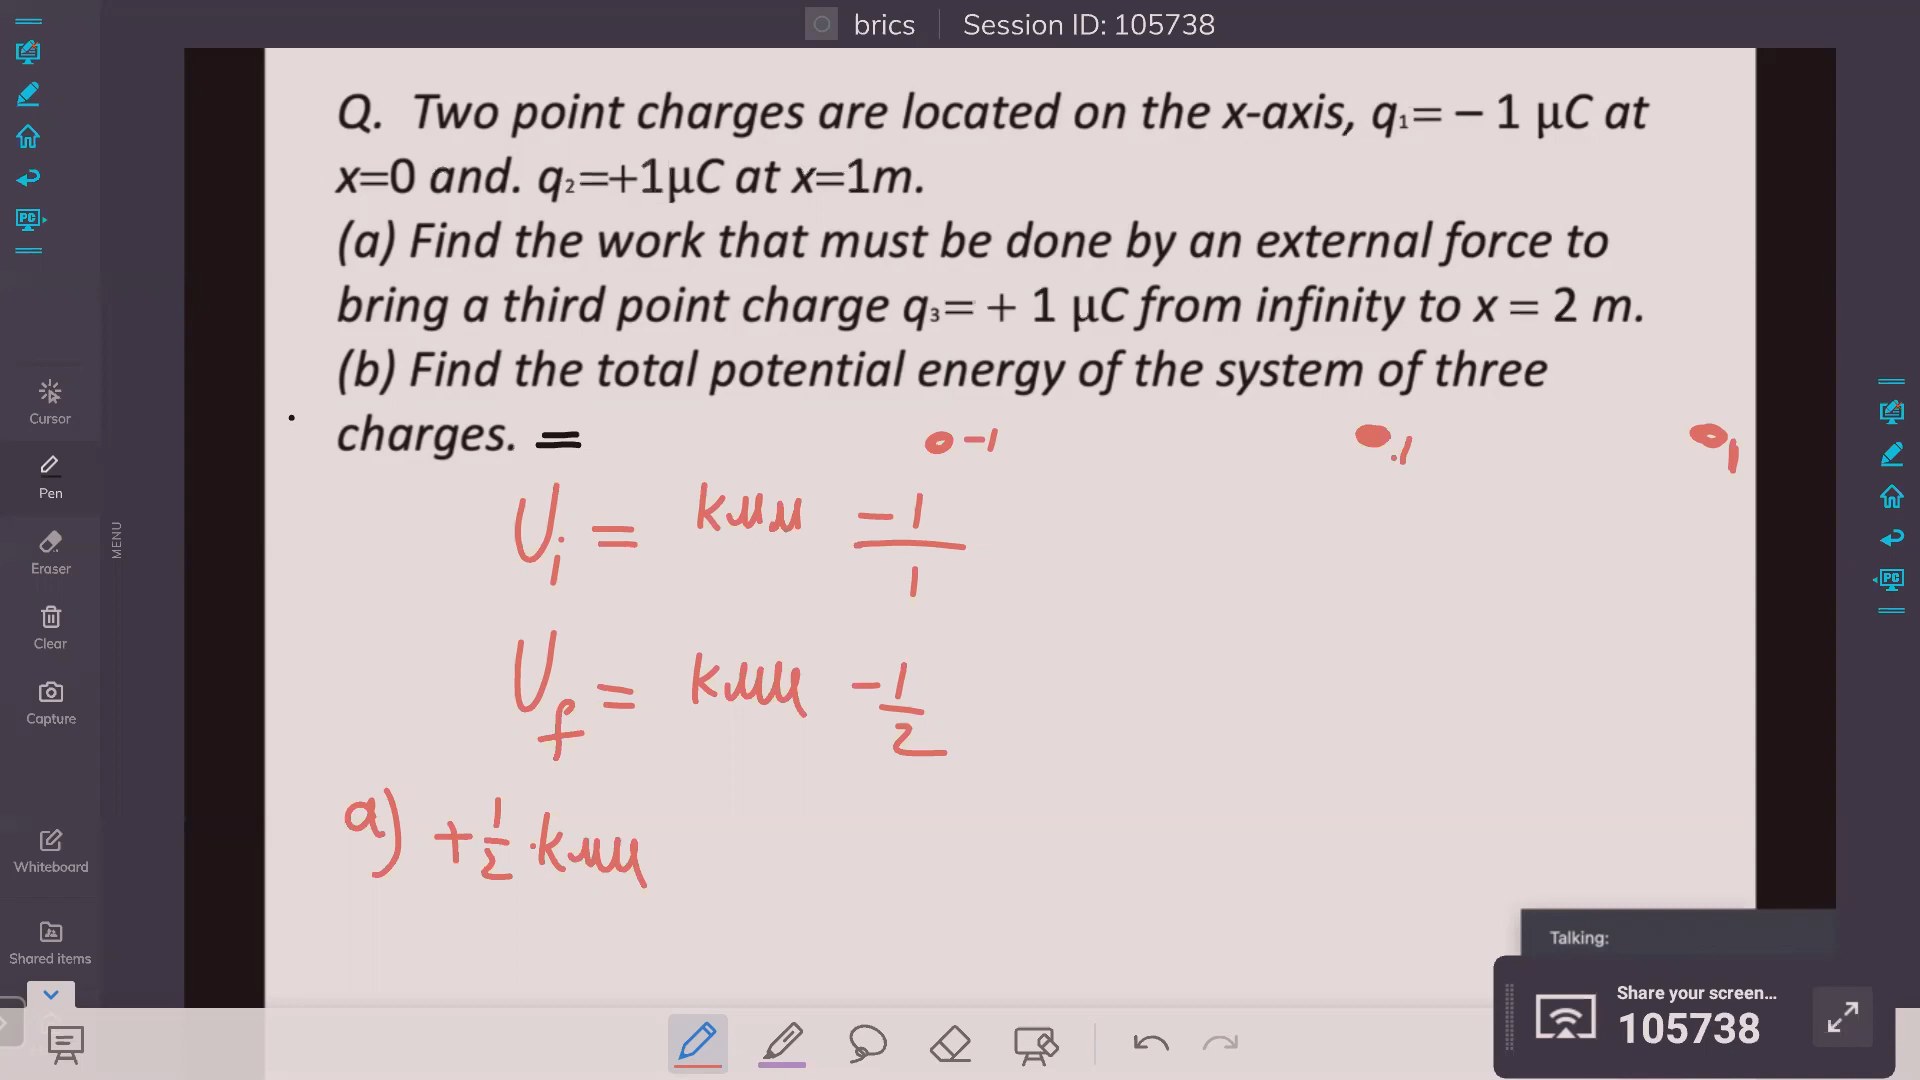 brics Session ID: 105738
Q. Two point charges are located on the x-axis, q₁= – 1 μC at
x=0 and. q₂=+1μC at x=1m.
(a) Find the work that must be done by an external force to
bring a third point charge q₃= + 1 μC from infinity to x = 2 m.
(b) Find the total potential energy of the system of three
charges. =
-1 .1 1
Uᵢ = kμμ -1/1
U_f = kμμ -1/2
a) +1/2 · kμμ
Cursor
Pen
Eraser
Clear
Capture
MENU
Whiteboard
Shared items
PC
PC
Talking:
Share your screen...
105738